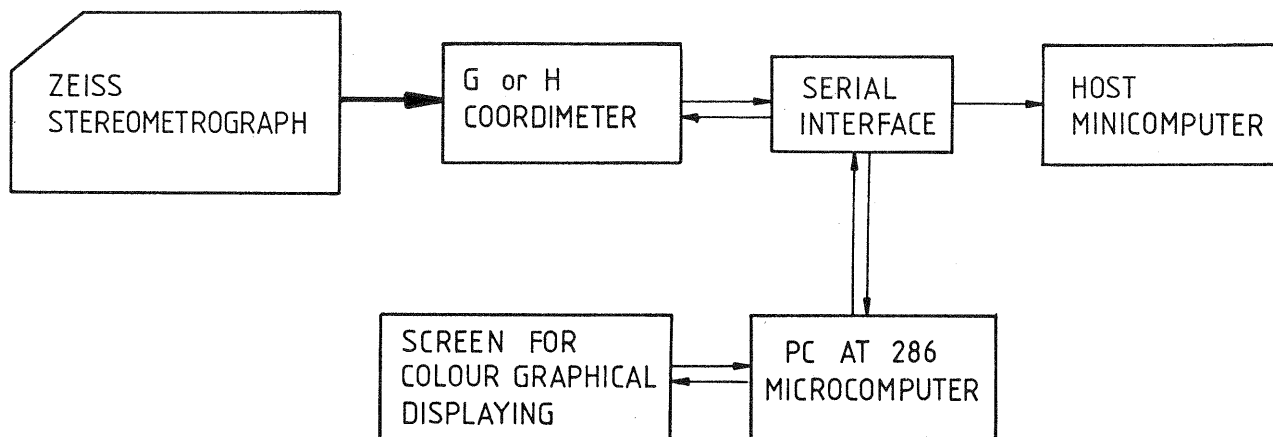 ZEISS
STEREOMETROGRAPH
G or H
COORDIMETER
SERIAL
INTERFACE
HOST
MINICOMPUTER
SCREEN FOR
COLOUR GRAPHICAL
DISPLAYING
PC AT 286
MICROCOMPUTER